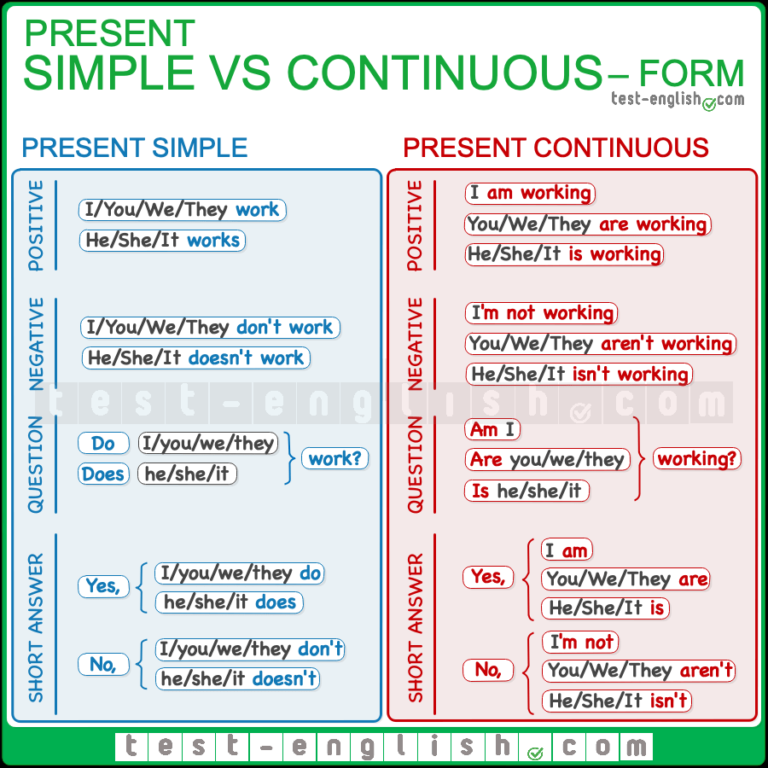 PRESENT
SIMPLE VS CONTINUOUS – FORM
test-english.com
PRESENT SIMPLE
POSITIVE
I/You/We/They work
He/She/It works
NEGATIVE
I/You/We/They don't work
He/She/It doesn't work
QUESTION
Do I/you/we/they
Does he/she/it
work?
SHORT ANSWER
Yes,
I/you/we/they do
he/she/it does
No,
I/you/we/they don't
he/she/it doesn't
PRESENT CONTINUOUS
POSITIVE
I am working
You/We/They are working
He/She/It is working
NEGATIVE
I'm not working
You/We/They aren't working
He/She/It isn't working
QUESTION
Am I
Are you/we/they
Is he/she/it
working?
SHORT ANSWER
Yes,
I am
You/We/They are
He/She/It is
No,
I'm not
You/We/They aren't
He/She/It isn't
test-english.com
test-english.com